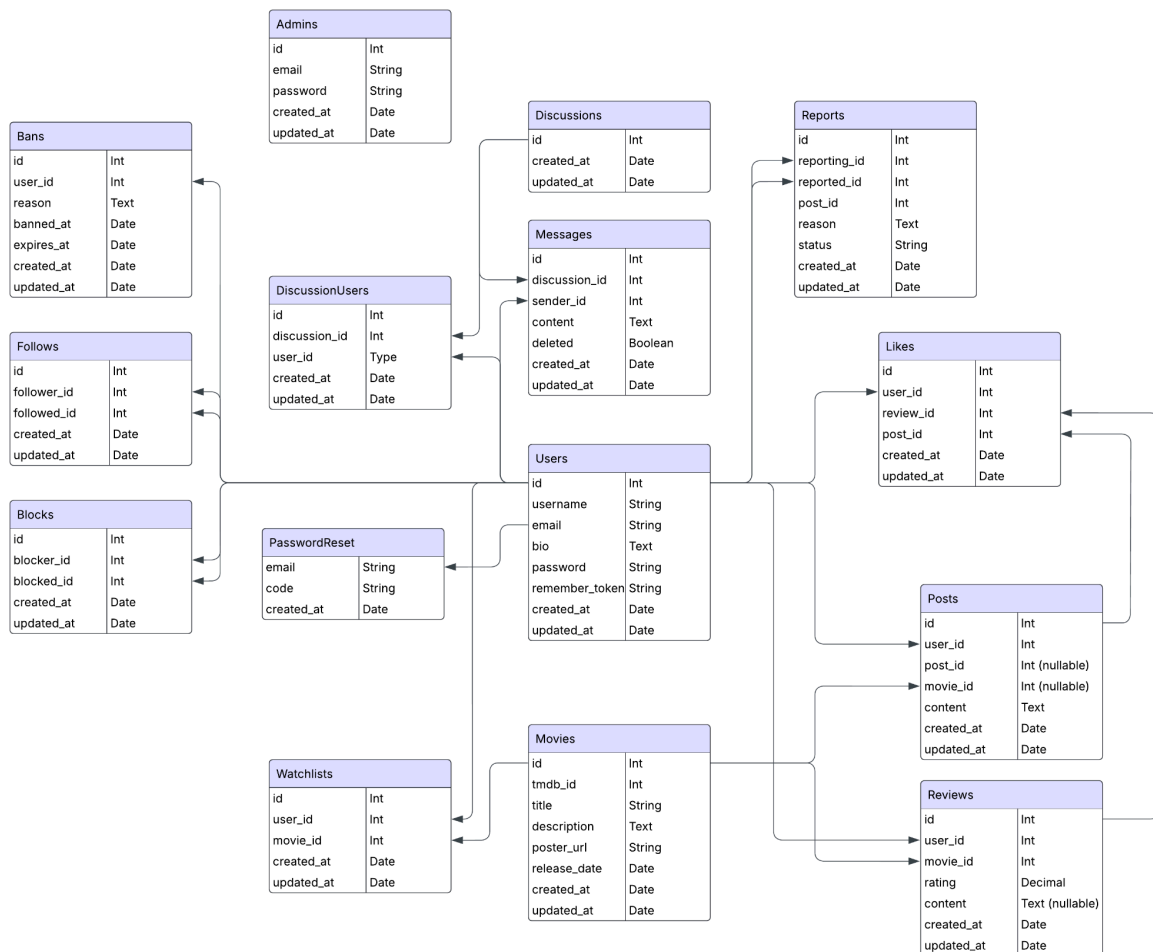 Admins
id Int
email String
password String
created_at Date
updated_at Date
Discussions
id Int
created_at Date
updated_at Date
Reports
id Int
reporting_id Int
reported_id Int
post_id Int
reason Text
status String
created_at Date
updated_at Date
Bans
id Int
user_id Int
reason Text
banned_at Date
expires_at Date
created_at Date
updated_at Date
Messages
id Int
discussion_id Int
sender_id Int
content Text
deleted Boolean
created_at Date
updated_at Date
DiscussionUsers
id Int
discussion_id Int
user_id Type
created_at Date
updated_at Date
Follows
id Int
follower_id Int
followed_id Int
created_at Date
updated_at Date
Likes
id Int
user_id Int
review_id Int
post_id Int
created_at Date
updated_at Date
Users
id Int
username String
email String
bio Text
password String
remember_token String
created_at Date
updated_at Date
Blocks
id Int
blocker_id Int
blocked_id Int
created_at Date
updated_at Date
PasswordReset
email String
code String
created_at Date
Posts
id Int
user_id Int
post_id Int (nullable)
movie_id Int (nullable)
content Text
created_at Date
updated_at Date
Movies
id Int
tmdb_id Int
title String
description Text
poster_url String
release_date Date
created_at Date
updated_at Date
Watchlists
id Int
user_id Int
movie_id Int
created_at Date
updated_at Date
Reviews
id Int
user_id Int
movie_id Int
rating Decimal
content Text (nullable)
created_at Date
updated_at Date